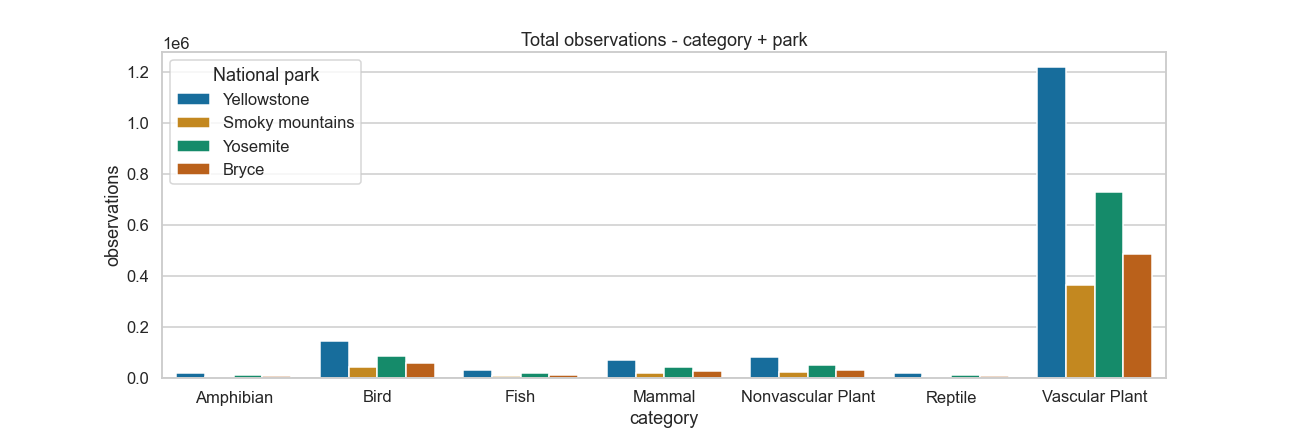 Total observations - category + park
1e6
National park
Yellowstone
Smoky mountains
Yosemite
Bryce
1.2
1.0
0.8
0.6
0.4
0.2
0.0
observations
Amphibian Bird Fish Mammal Nonvascular Plant Reptile Vascular Plant
category